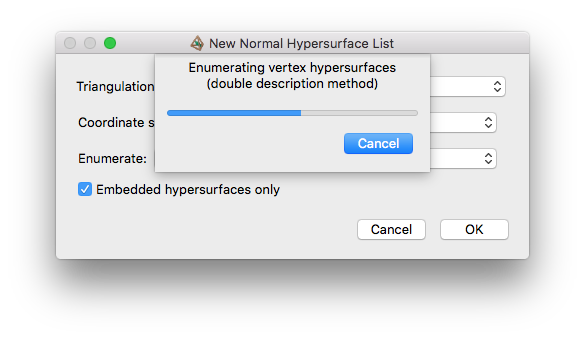 New Normal Hypersurface List
Enumerating vertex hypersurfaces
(double description method)
Triangulation
Cancel
Coordinate s
Enumerate:
Embedded hypersurfaces only
Cancel
OK